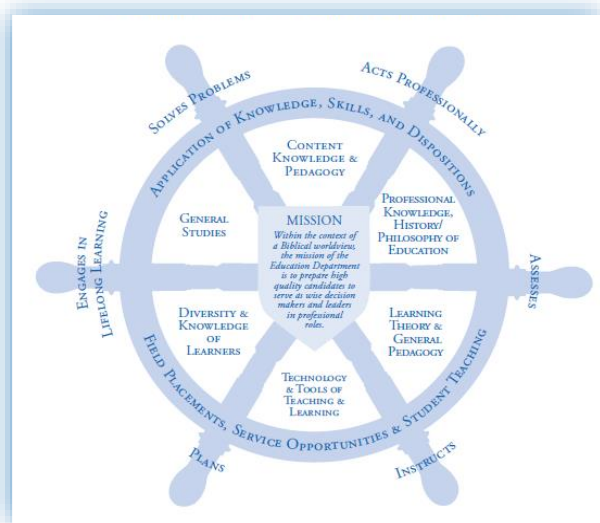 Solves Problems
Acts Professionally
Application of Knowledge, Skills, and Dispositions
Content
Knowledge &
Pedagogy
General
Studies
Professional
Knowledge,
History/
Philosophy of
Education
MISSION
Within the context of
a Biblical worldview,
the mission of the
Education Department
is to prepare high
quality candidates to
serve as wise decision
makers and leaders
in professional
roles.
Engages in
Lifelong Learning
Assesses
Diversity &
Knowledge
of
Learners
Learning
Theory &
General
Pedagogy
Technology
& Tools of
Teaching &
Learning
Field Placements, Service Opportunities & Student Teaching
Plans
Instructs